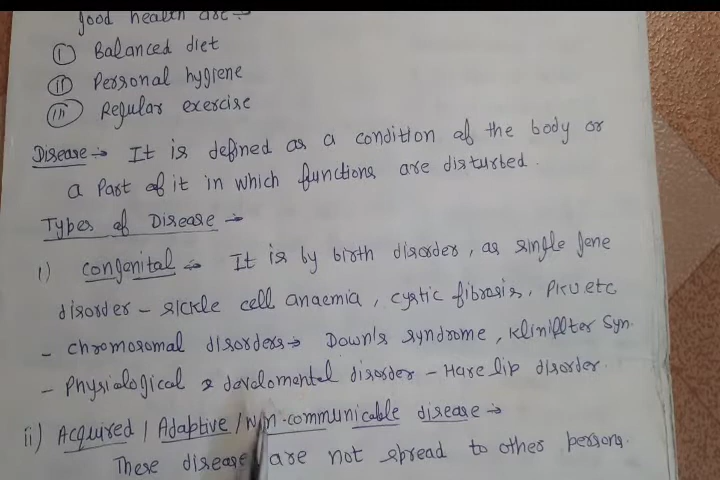 good health are :-
(i) Balanced diet
(ii) Personal hygiene
(iii) Regular exercise
Disease → It is defined as a condition of the body or
a part of it in which functions are disturbed.
Types of Disease →
i) Congenital → It is by birth disorder, as single gene
disorder - sickle cell anaemia, cystic fibrosis, PKU etc
- Chromosomal disorders → Down's syndrome, Klinifilter Syn.
- Physiological & devalomental disorder - Hare lip disorder.
ii) Acquired / Adaptive / Non-communicable disease →
These disease are not spread to other persons.